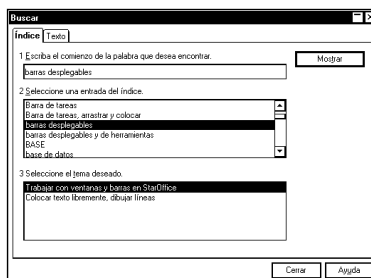 Buscar
Índice Texto
1 Escriba el comienzo de la palabra que desea encontrar.
Mostrar
barras desplegables
2 Seleccione una entrada del índice.
Barra de tareas
Barra de tareas, arrastrar y colocar
barras desplegables
barras desplegables y de herramientas
BASE
base de datos
3 Seleccione el tema deseado.
Trabajar con ventanas y barras en StarOffice
Colocar texto libremente, dibujar líneas
Cerrar Ayuda